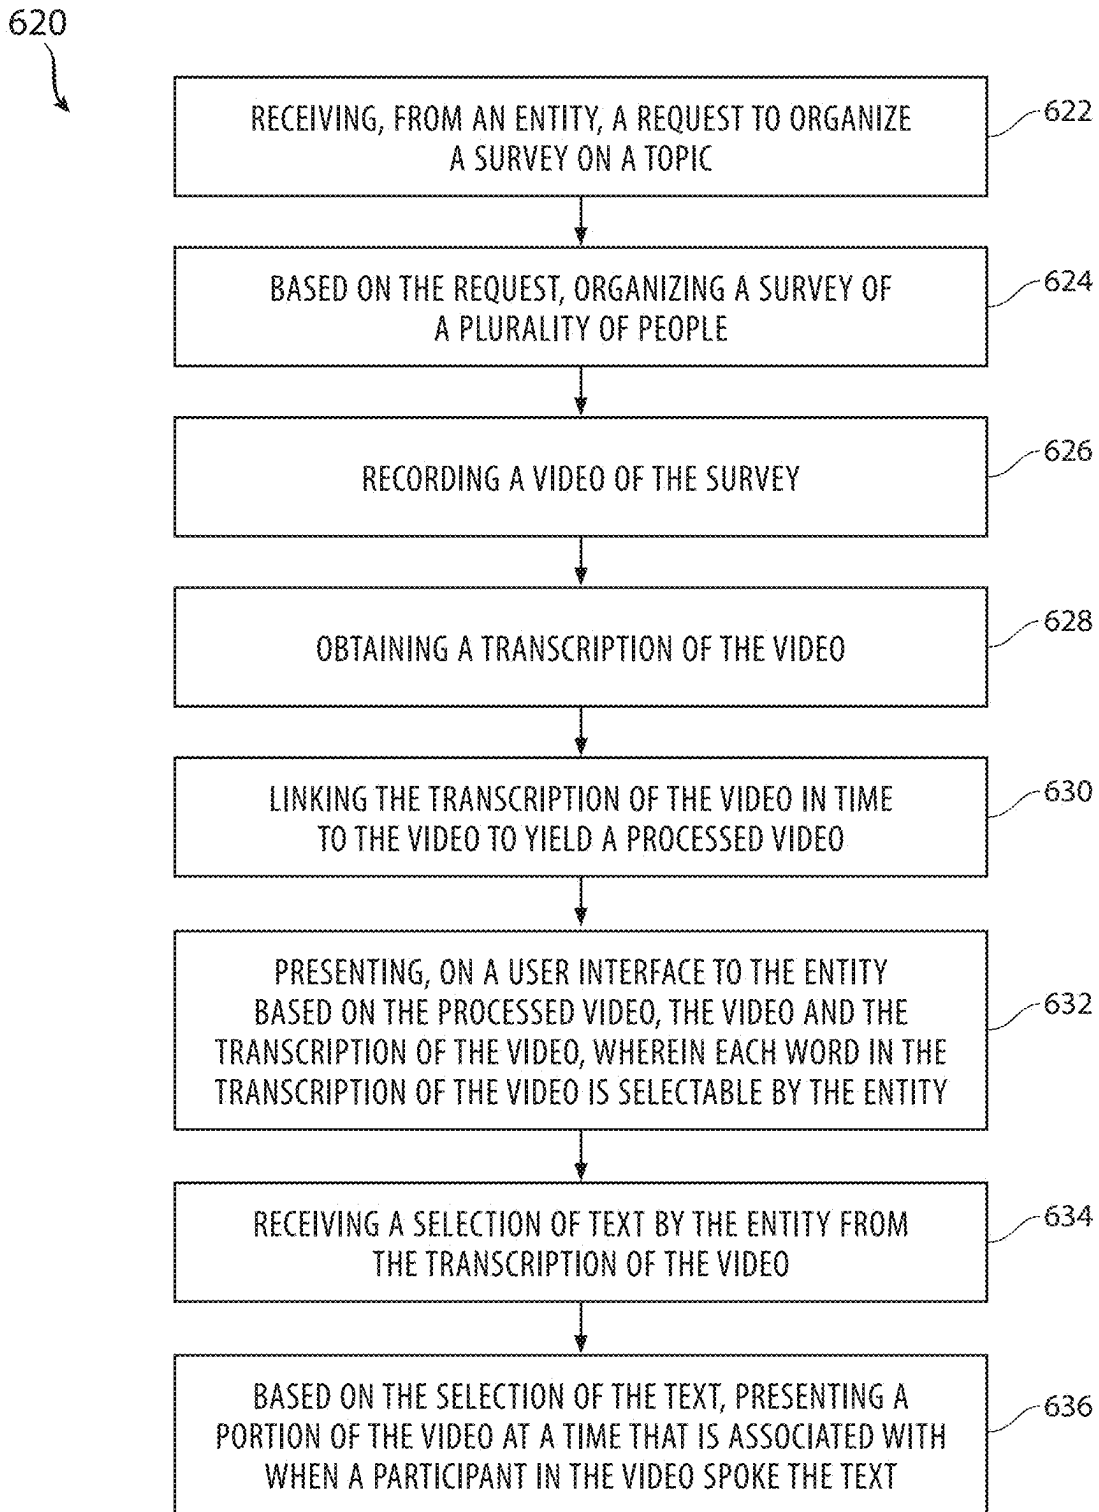 620
RECEIVING, FROM AN ENTITY, A REQUEST TO ORGANIZE
A SURVEY ON A TOPIC
622
BASED ON THE REQUEST, ORGANIZING A SURVEY OF
A PLURALITY OF PEOPLE
624
RECORDING A VIDEO OF THE SURVEY
626
OBTAINING A TRANSCRIPTION OF THE VIDEO
628
LINKING THE TRANSCRIPTION OF THE VIDEO IN TIME
TO THE VIDEO TO YIELD A PROCESSED VIDEO
630
PRESENTING, ON A USER INTERFACE TO THE ENTITY
BASED ON THE PROCESSED VIDEO, THE VIDEO AND THE
TRANSCRIPTION OF THE VIDEO, WHEREIN EACH WORD IN THE
TRANSCRIPTION OF THE VIDEO IS SELECTABLE BY THE ENTITY
632
RECEIVING A SELECTION OF TEXT BY THE ENTITY FROM
THE TRANSCRIPTION OF THE VIDEO
634
BASED ON THE SELECTION OF THE TEXT, PRESENTING A
PORTION OF THE VIDEO AT A TIME THAT IS ASSOCIATED WITH
WHEN A PARTICIPANT IN THE VIDEO SPOKE THE TEXT
636